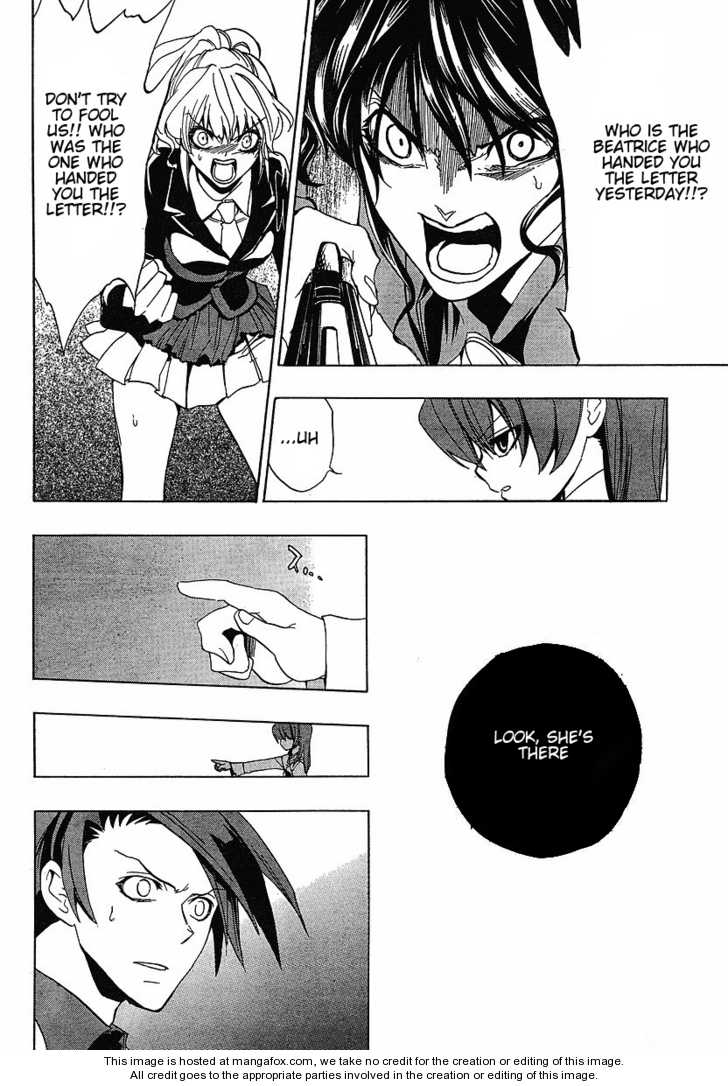 WHO IS THE
BEATRICE WHO
HANDED YOU
THE LETTER
YESTERDAY!!?
DON'T TRY
TO FOOL
US!! WHO
WAS THE
ONE WHO
HANDED
YOU THE
LETTER!!?
...UH
ス...
LOOK, SHE'S
THERE
This image is hosted at mangafox.com, we take no credit for the creation or editing of this image.
All credit goes to the appropriate parties involved in the creation or editing of this image.